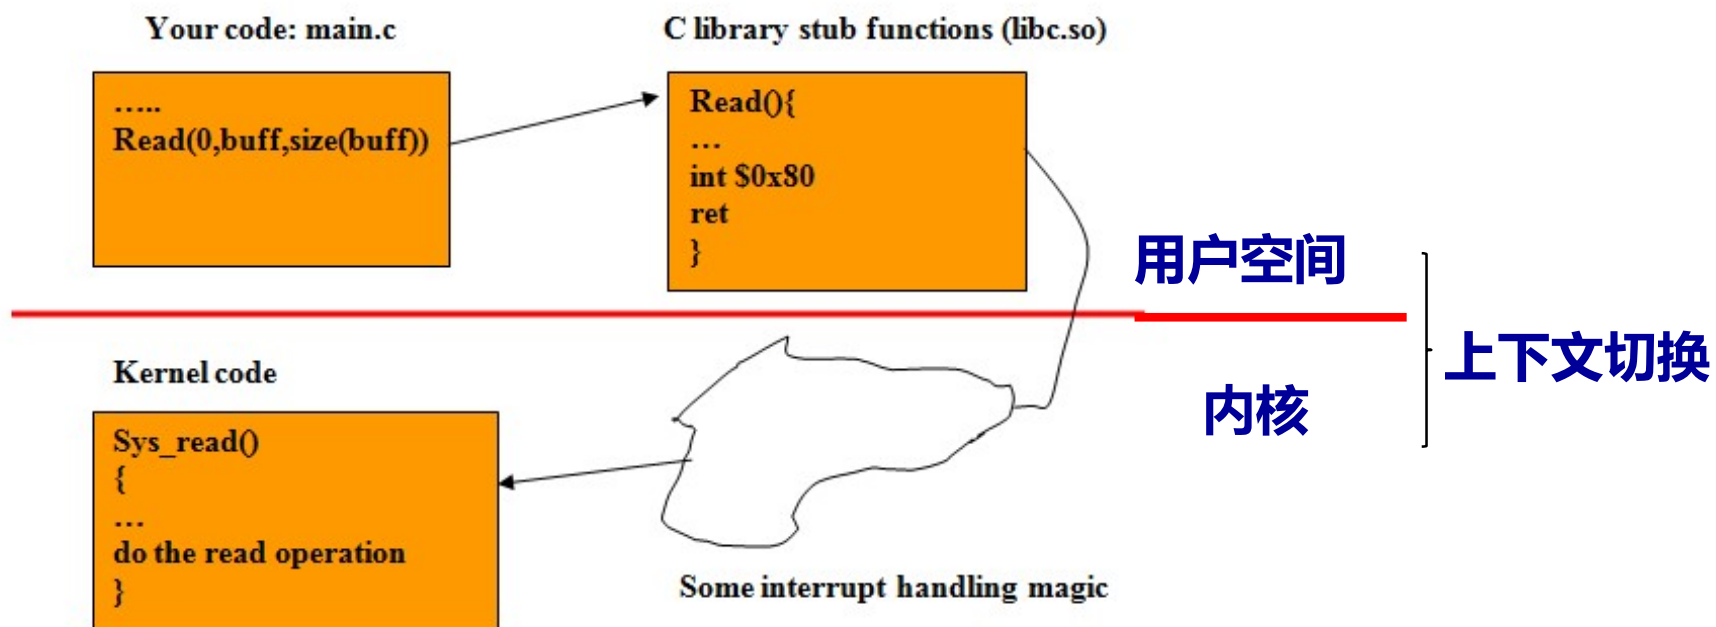 Your code: main.c
…..
Read(0,buff,size(buff))
C library stub functions (libc.so)
Read(){
…
int $0x80
ret
}
用户空间
内核
上下文切换
Kernel code
Sys_read()
{
…
do the read operation
}
Some interrupt handling magic